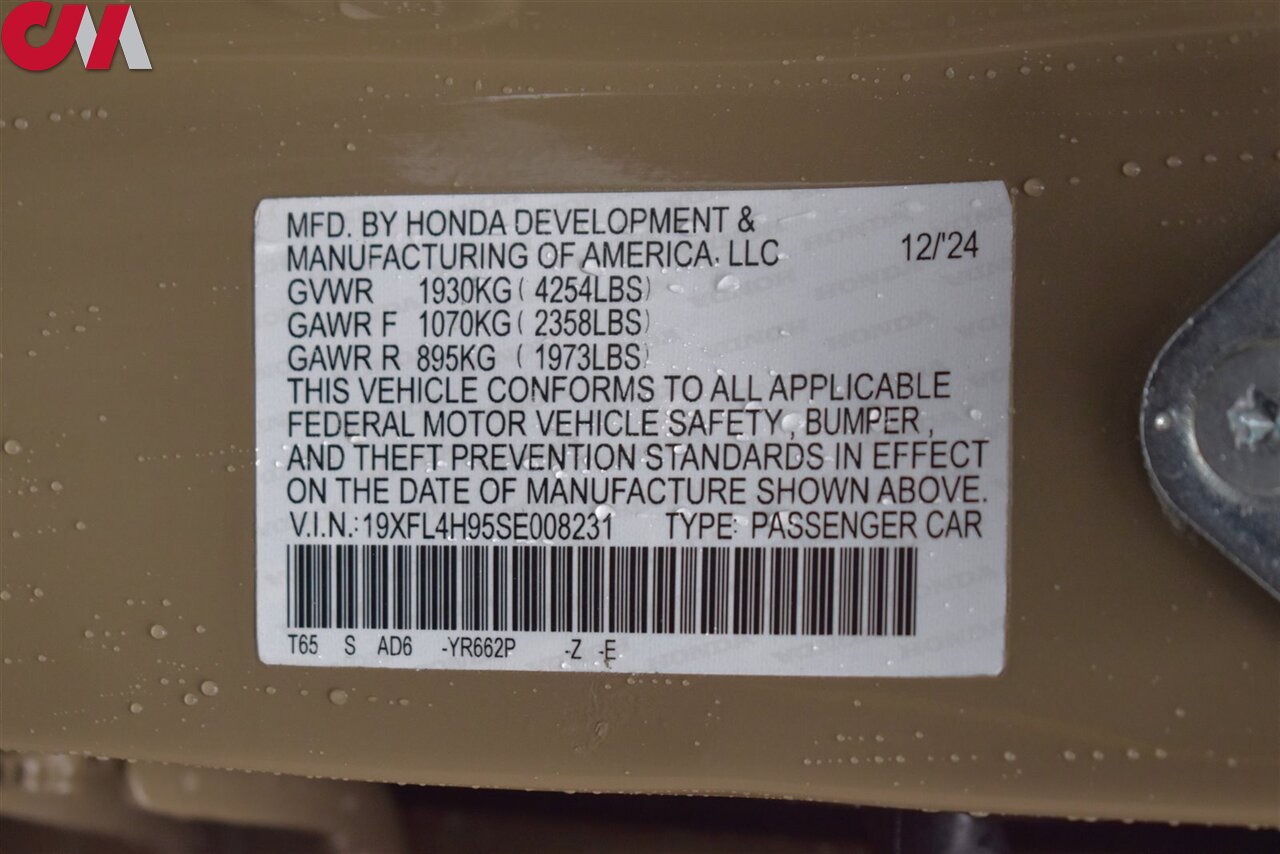 CM
MFD. BY HONDA DEVELOPMENT &
MANUFACTURING OF AMERICA, LLC 12/'24
GVWR 1930KG ( 4254LBS)
GAWR F 1070KG ( 2358LBS)
GAWR R 895KG ( 1973LBS)
THIS VEHICLE CONFORMS TO ALL APPLICABLE
FEDERAL MOTOR VEHICLE SAFETY , BUMPER ,
AND THEFT PREVENTION STANDARDS IN EFFECT
ON THE DATE OF MANUFACTURE SHOWN ABOVE.
V.I.N.: 19XFL4H95SE008231 TYPE: PASSENGER CAR
T65 S AD6 -YR662P -Z -E